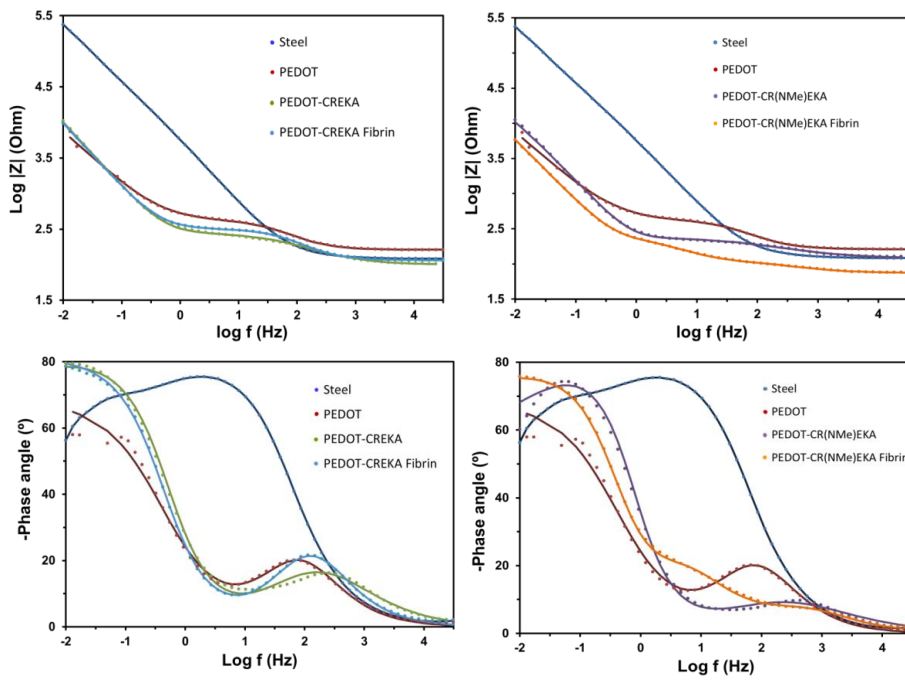 5.5
4.5
3.5
2.5
1.5
Log |Z| (Ohm)
-2 -1 0 1 2 3 4
log f (Hz)
Steel
PEDOT
PEDOT-CREKA
PEDOT-CREKA Fibrin
5.5
4.5
3.5
2.5
1.5
Log |Z| (Ohm)
-2 -1 0 1 2 3 4
log f (Hz)
Steel
PEDOT
PEDOT-CR(NMe)EKA
PEDOT-CR(NMe)EKA Fibrin
80
60
40
20
0
-Phase angle (º)
-2 -1 0 1 2 3 4
Log f (Hz)
Steel
PEDOT
PEDOT-CREKA
PEDOT-CREKA Fibrin
80
60
40
20
0
-Phase angle (º)
-2 -1 0 1 2 3 4
Log f (Hz)
Steel
PEDOT
PEDOT-CR(NMe)EKA
PEDOT-CR(NMe)EKA Fibrin